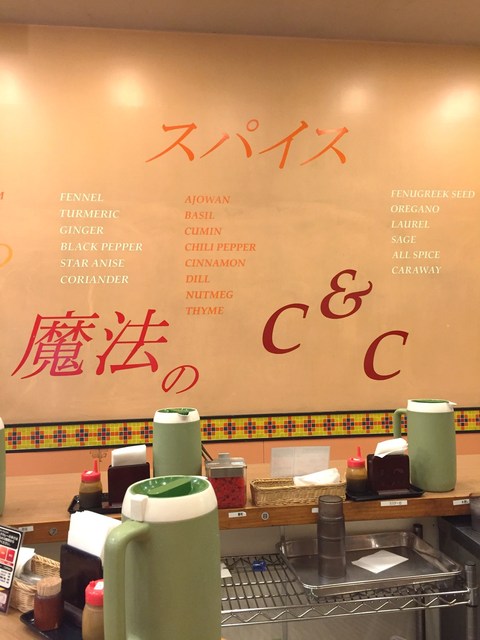 スパイス
FENNEL
TURMERIC
GINGER
BLACK PEPPER
STAR ANISE
CORIANDER
AJOWAN
BASIL
CUMIN
CHILI PEPPER
CINNAMON
DILL
NUTMEG
THYME
FENUGREEK SEED
OREGANO
LAUREL
SAGE
ALL SPICE
CARAWAY
魔法の
C & C